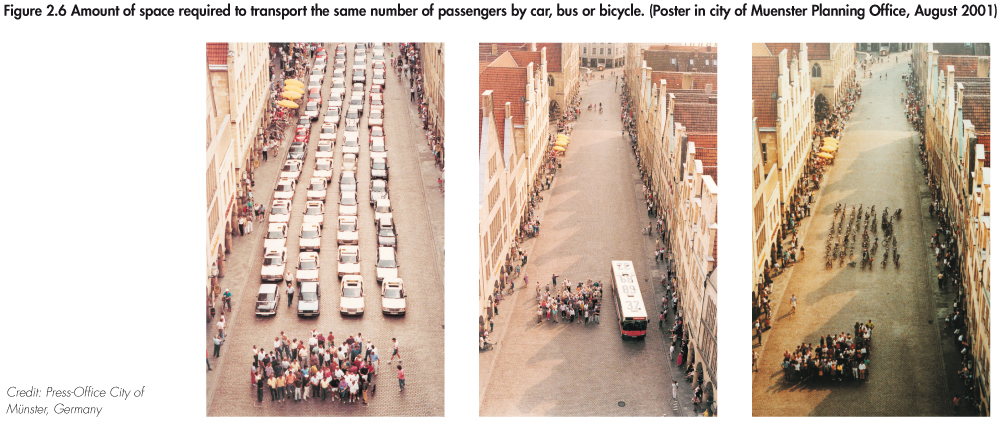 Figure 2.6 Amount of space required to transport the same number of passengers by car, bus or bicycle. (Poster in city of Muenster Planning Office, August 2001)
Credit: Press-Office City of
Münster, Germany